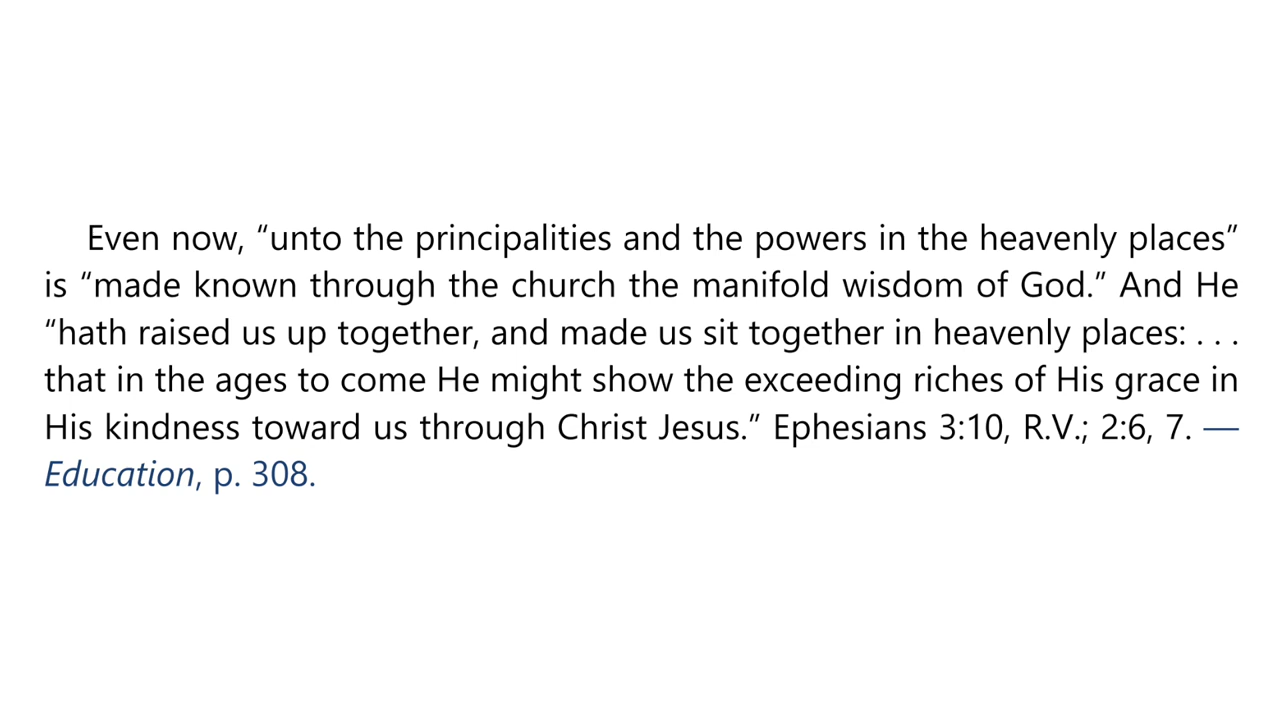 Even now, “unto the principalities and the powers in the heavenly places”
is “made known through the church the manifold wisdom of God.” And He
“hath raised us up together, and made us sit together in heavenly places: . . .
that in the ages to come He might show the exceeding riches of His grace in
His kindness toward us through Christ Jesus.” Ephesians 3:10, R.V.; 2:6, 7. —
Education, p. 308.